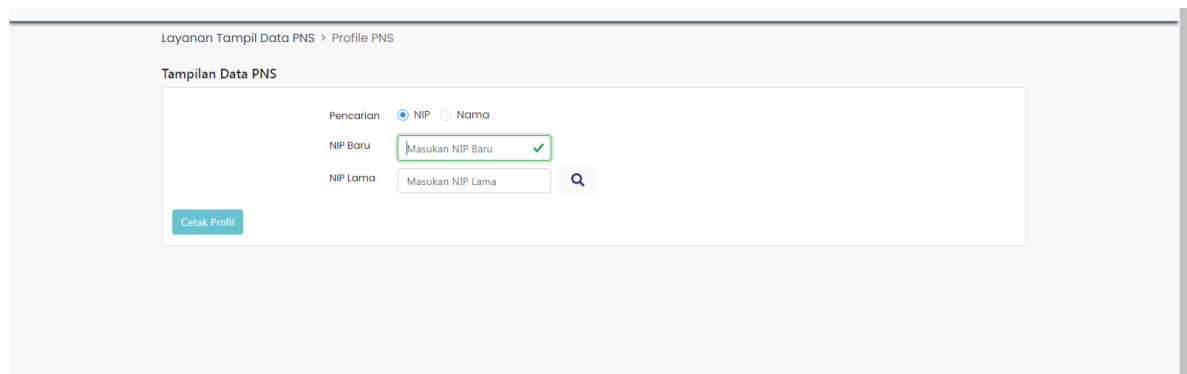 Layanan Tampil Data PNS > Profile PNS
Tampilan Data PNS
Pencarian NIP Nama
NIP Baru Masukan NIP Baru
NIP Lama Masukan NIP Lama
Cetak Profil